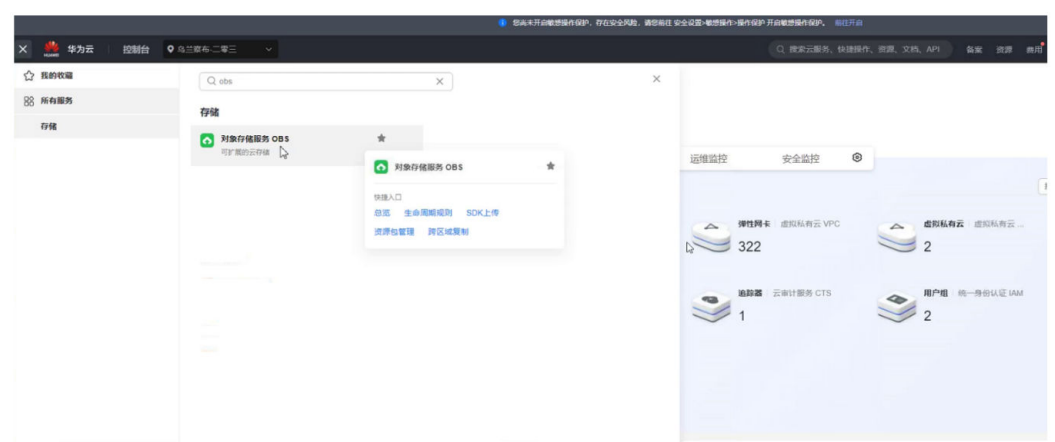 您尚未开启敏感操作保护，存在安全风险，请您前往 安全设置>敏感操作>操作保护 开启敏感操作保护。 前往开启
HUAWEI 华为云 控制台 乌兰察布-二零三 搜索云服务、快捷操作、资源、文档、API 备案 资源 费用
我的收藏
所有服务
存储
obs
存储
对象存储服务 OBS
可扩展的云存储
对象存储服务 OBS
快捷入口
总览 生命周期规则 SDK上传
资源包管理 跨区域复制
运维监控 安全监控
弹性网卡 虚拟私有云 VPC
322
虚拟私有云 虚拟私有云 ...
2
追踪器 云审计服务 CTS
1
用户组 统一身份认证 IAM
2